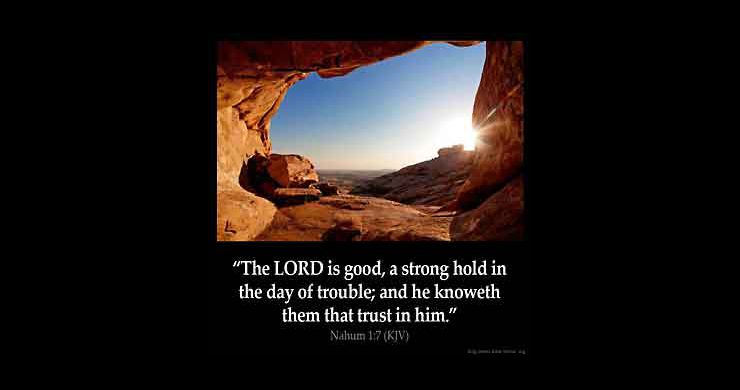 “The LORD is good, a strong hold in
the day of trouble; and he knoweth
them that trust in him.”
Nahum 1:7 (KJV)